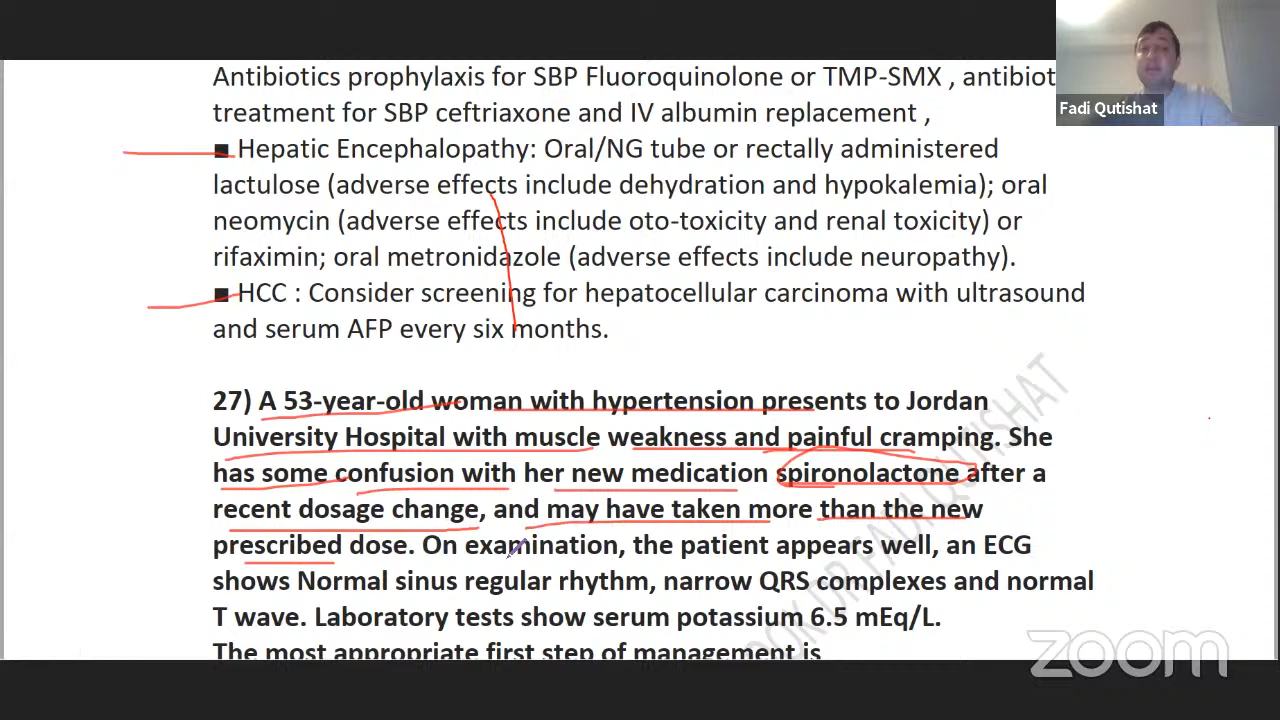 Antibiotics prophylaxis for SBP Fluoroquinolone or TMP-SMX , antibiot
treatment for SBP ceftriaxone and IV albumin replacement ,
■ Hepatic Encephalopathy: Oral/NG tube or rectally administered
lactulose (adverse effects include dehydration and hypokalemia); oral
neomycin (adverse effects include oto-toxicity and renal toxicity) or
rifaximin; oral metronidazole (adverse effects include neuropathy).
■ HCC : Consider screening for hepatocellular carcinoma with ultrasound
and serum AFP every six months.
27) A 53-year-old woman with hypertension presents to Jordan
University Hospital with muscle weakness and painful cramping. She
has some confusion with her new medication spironolactone after a
recent dosage change, and may have taken more than the new
prescribed dose. On examination, the patient appears well, an ECG
shows Normal sinus regular rhythm, narrow QRS complexes and normal
T wave. Laboratory tests show serum potassium 6.5 mEq/L.
The most appropriate first step of management is
Fadi Qutishat
OOK DR FADI QUTISHAT
zoom